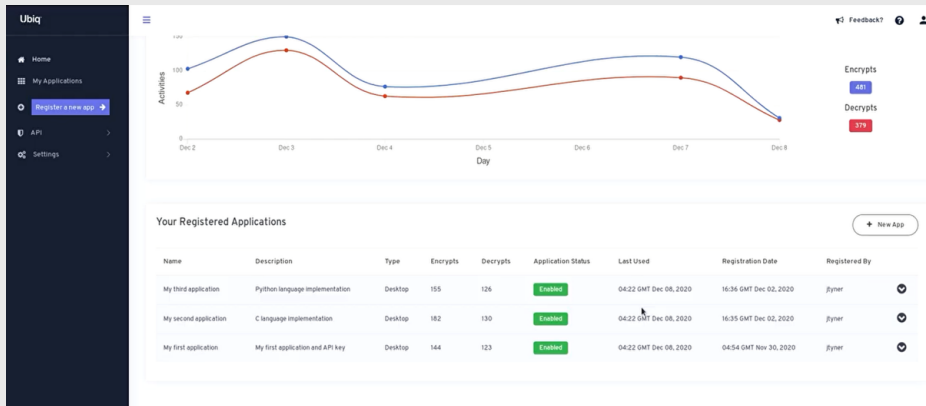 Ubiq
Feedback?
Home
My Applications
Register a new app
API
Settings
Activities
150
100
50
0
Dec 2
Dec 3
Dec 4
Dec 5
Dec 6
Dec 7
Dec 8
Day
Encrypts
481
Decrypts
379
Your Registered Applications
+ New App
Name Description Type Encrypts Decrypts Application Status Last Used Registration Date Registered By
My third application Python language implementation Desktop 155 126 Enabled 04:22 GMT Dec 08, 2020 16:36 GMT Dec 02, 2020 jtyner
My second application C language implementation Desktop 182 130 Enabled 04:22 GMT Dec 08, 2020 16:35 GMT Dec 02, 2020 jtyner
My first application My first application and API key Desktop 144 123 Enabled 04:22 GMT Dec 08, 2020 04:54 GMT Nov 30, 2020 jtyner